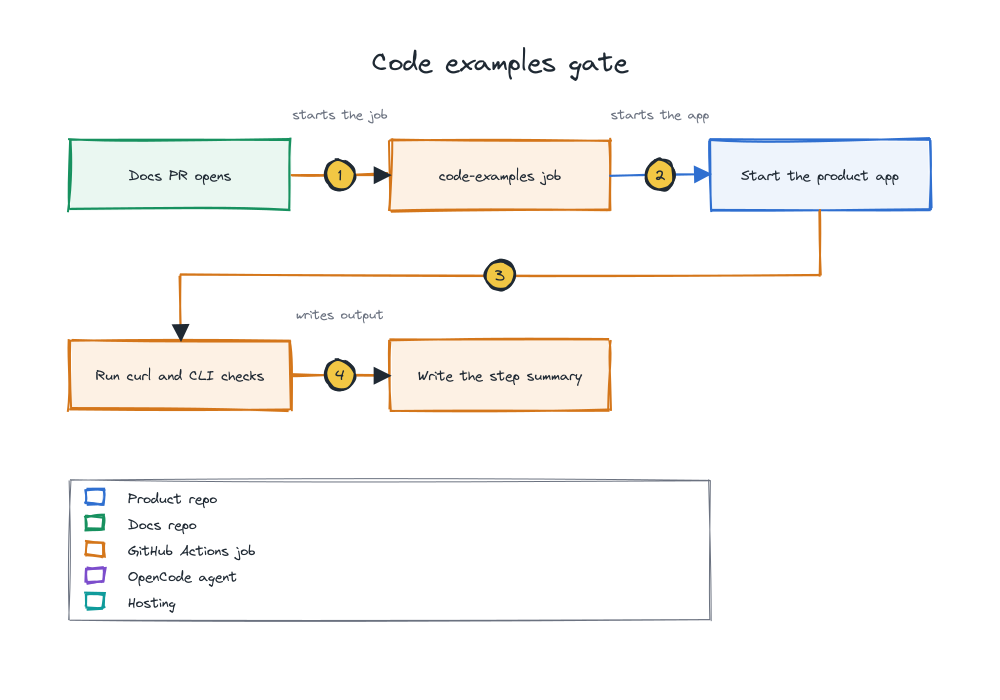 Code examples gate
starts the job
starts the app
Docs PR opens
1
code-examples job
2
Start the product app
3
writes output
Run curl and CLI checks
4
Write the step summary
Product repo
Docs repo
GitHub Actions job
OpenCode agent
Hosting